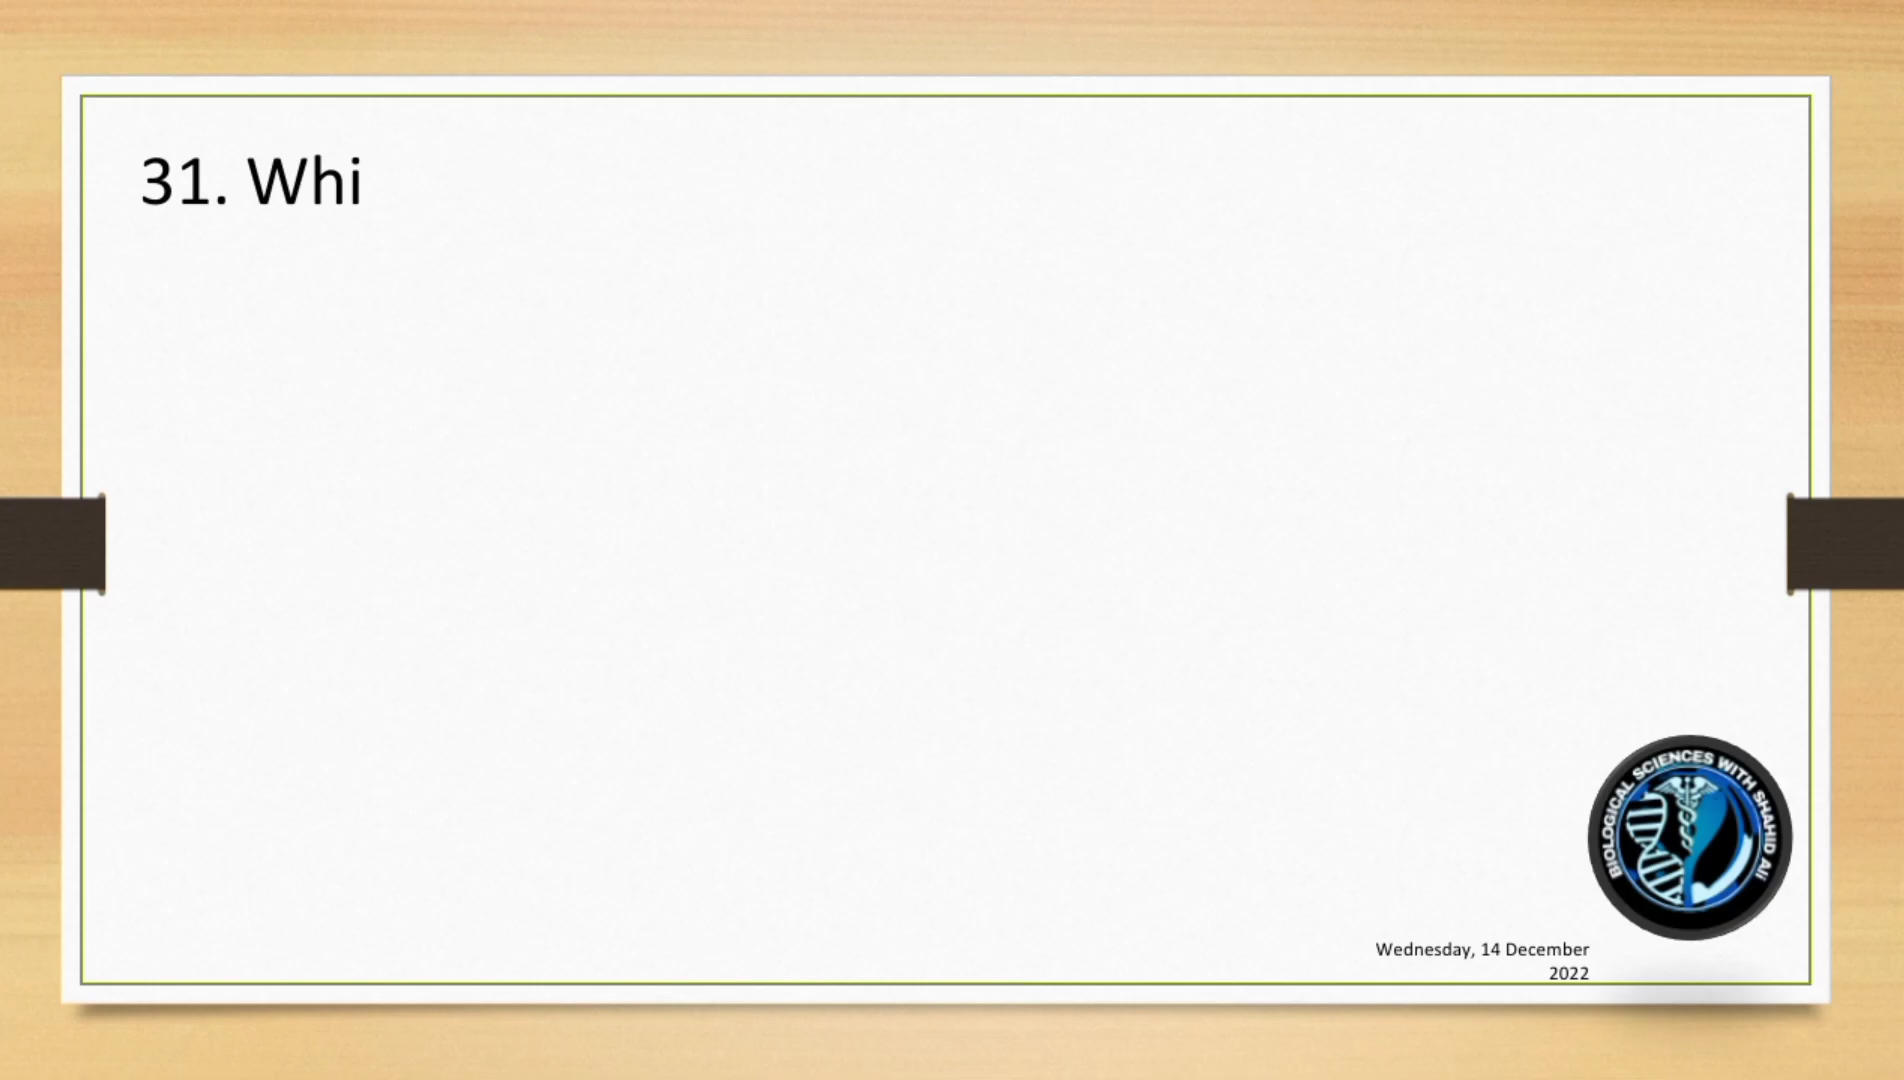 31. Whi
BIOLOGICAL SCIENCES WITH SHAHID Ali
Wednesday, 14 December
2022